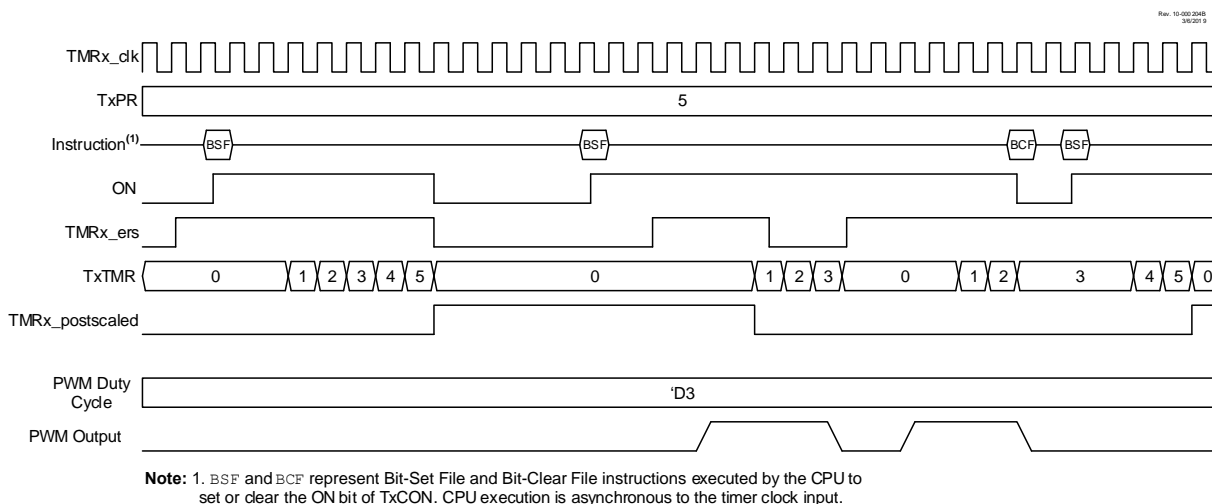 Rev. 10-000 204B
3/6/201 9
TMRx_clk
TxPR
5
Instruction(1)
BSF
BSF
BCF
BSF
ON
TMRx_ers
TxTMR
0
1
2
3
4
5
0
1
2
3
0
1
2
3
4
5
0
TMRx_postscaled
PWM Duty
Cycle
‘D3
PWM Output
Note: 1. BSF and BCF represent Bit-Set File and Bit-Clear File instructions executed by the CPU to
set or clear the ON bit of TxCON. CPU execution is asynchronous to the timer clock input.